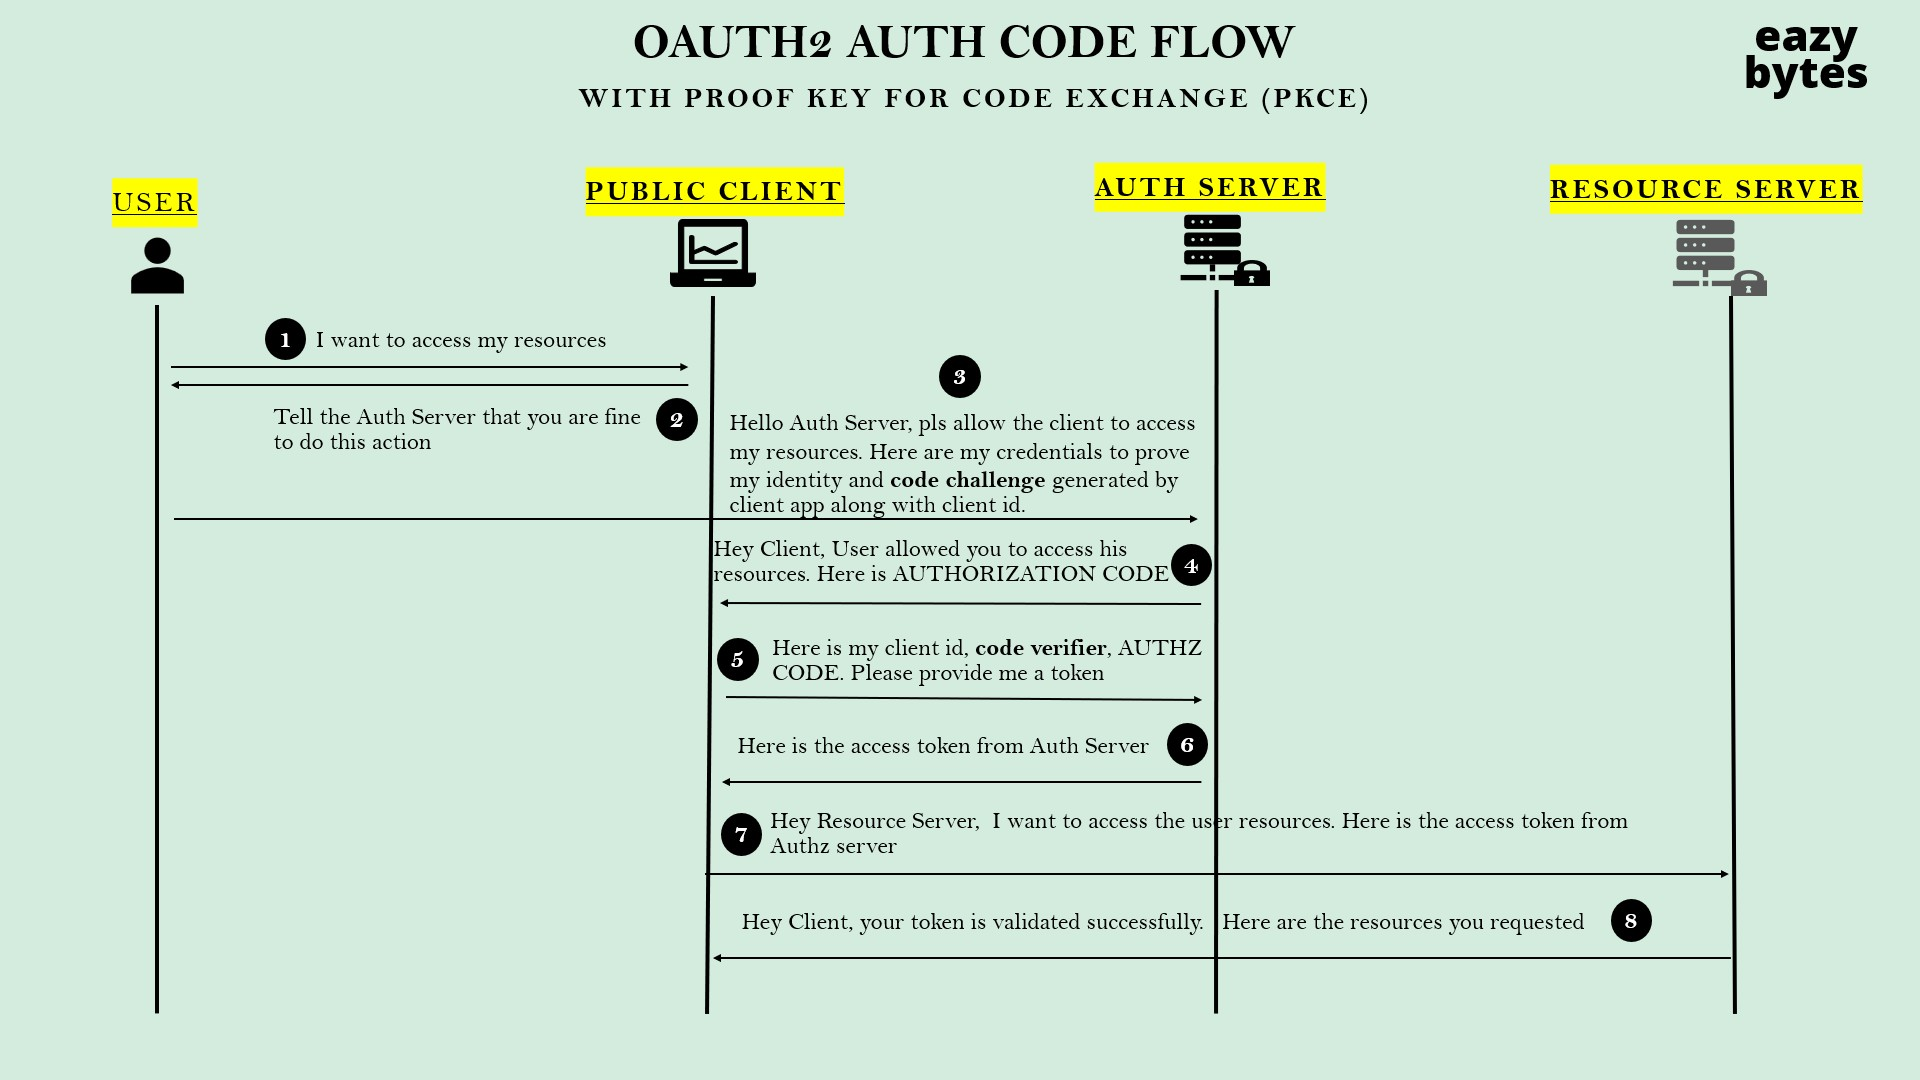 OAUTH2 AUTH CODE FLOW
WITH PROOF KEY FOR CODE EXCHANGE (PKCE)
eazy
bytes
USER
PUBLIC CLIENT
AUTH SERVER
RESOURCE SERVER
1 I want to access my resources
Tell the Auth Server that you are fine
to do this action
2
3
Hello Auth Server, pls allow the client to access
my resources. Here are my credentials to prove
my identity and code challenge generated by
client app along with client id.
Hey Client, User allowed you to access his
resources. Here is AUTHORIZATION CODE
4
5
Here is my client id, code verifier, AUTHZ
CODE. Please provide me a token
Here is the access token from Auth Server 6
7
Hey Resource Server, I want to access the user resources. Here is the access token from
Authz server
Hey Client, your token is validated successfully. Here are the resources you requested 8